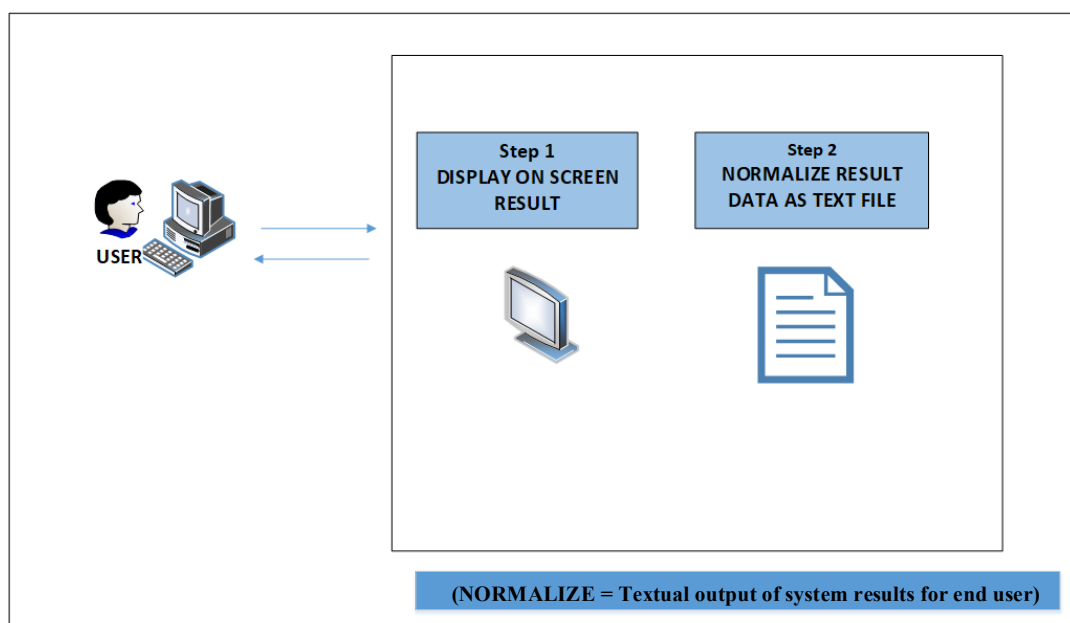 USER
Step 1
DISPLAY ON SCREEN
RESULT
Step 2
NORMALIZE RESULT
DATA AS TEXT FILE
(NORMALIZE = Textual output of system results for end user)